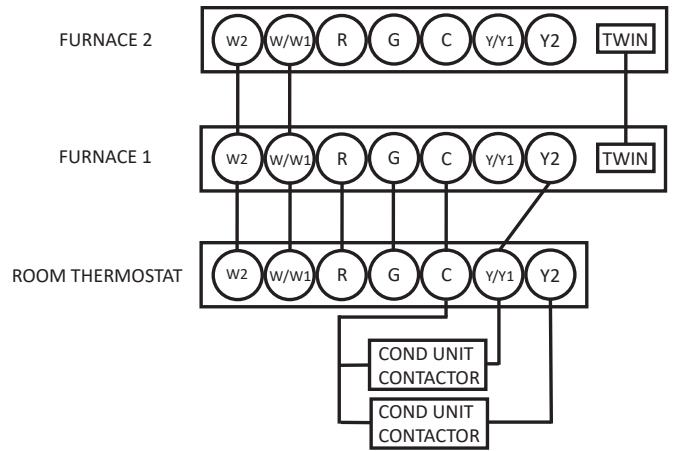 FURNACE 2 W2 W/W1 R G C Y/Y1 Y2 TWIN
FURNACE 1 W2 W/W1 R G C Y/Y1 Y2 TWIN
ROOM THERMOSTAT W2 W/W1 R G C Y/Y1 Y2
COND UNIT
CONTACTOR
COND UNIT
CONTACTOR